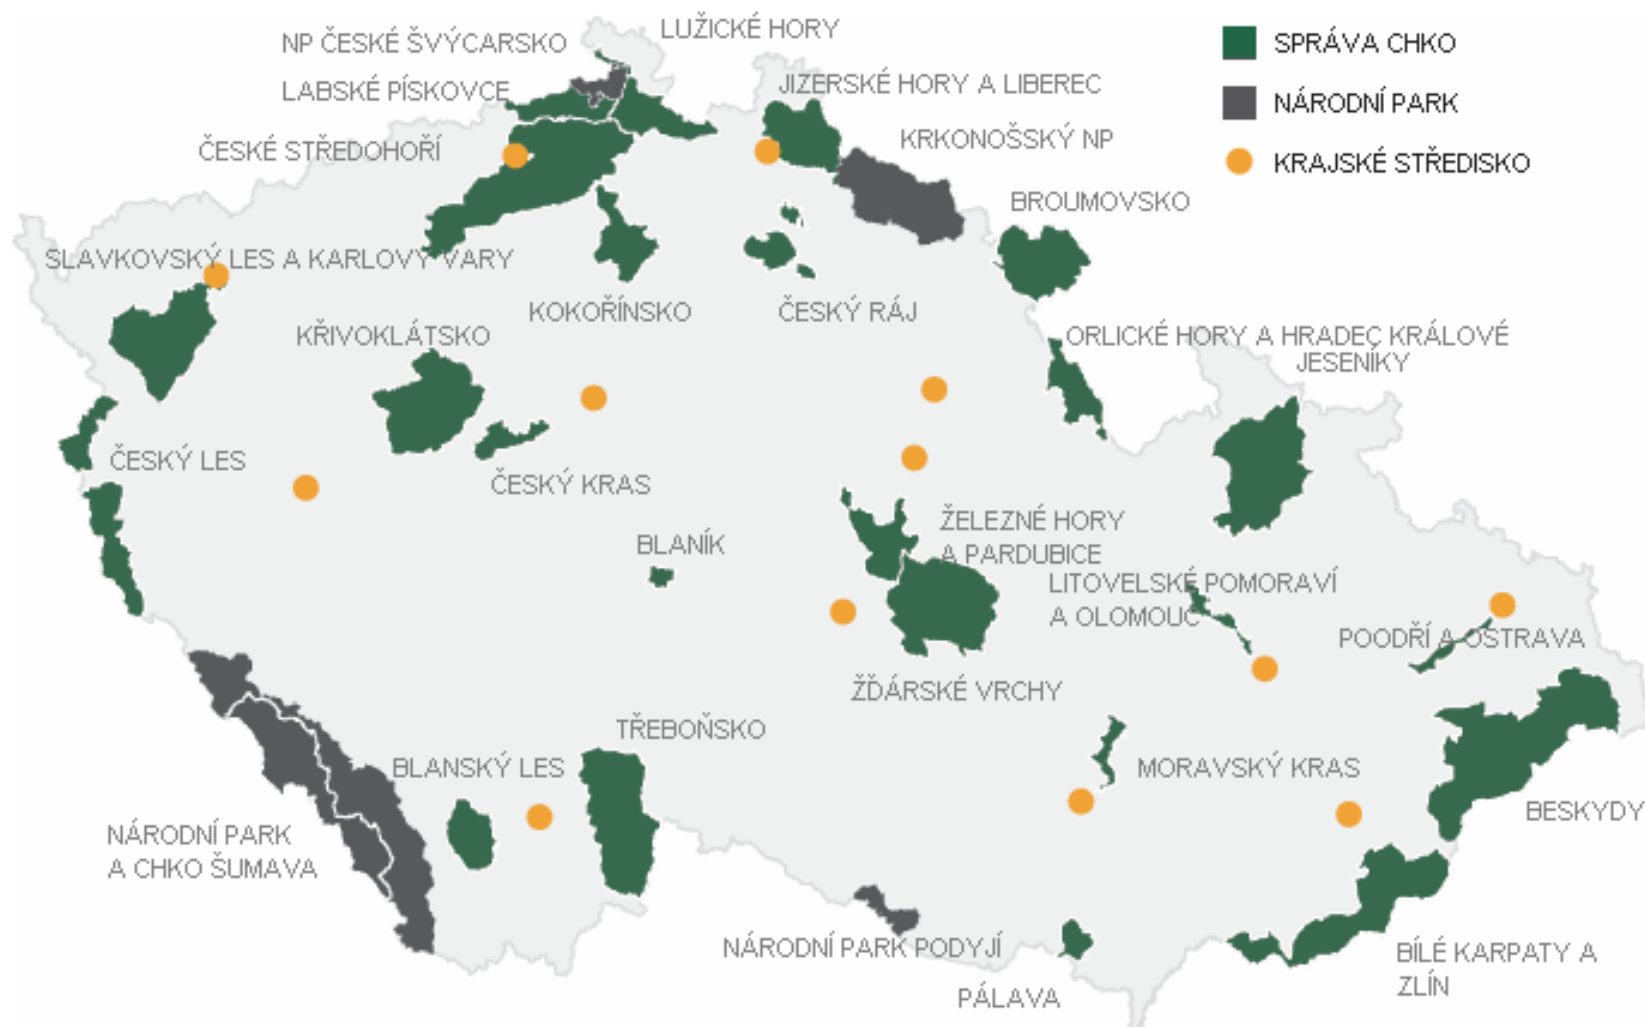 LUŽICKÉ HORY
NP ČESKÉ ŠVÝCARSKO
SPRÁVA CHKO
LABSKÉ PÍSKOVCE
JIZERSKÉ HORY A LIBEREC
NÁRODNÍ PARK
ČESKÉ STŘEDOHOŘÍ
KRKONOŠSKÝ NP
KRAJSKÉ STŘEDISKO
BROUMOVSKO
SLAVKOVSKÝ LES A KARLOVY VARY
KOKOŘÍNSKO
ČESKÝ RÁJ
KŘIVOKLÁTSKO
ORLICKÉ HORY A HRADEC KRÁLOVÉ
JESENÍKY
ČESKÝ LES
ČESKÝ KRAS
ŽELEZNÉ HORY
A PARDUBICE
BLANÍK
LITOVELSKÉ POMORAVÍ
A OLOMOUC
POODŘÍ A OSTRAVA
ŽĎÁRSKÉ VRCHY
TŘEBOŇSKO
BLANSKÝ LES
MORAVSKÝ KRAS
BESKYDY
NÁRODNÍ PARK
A CHKO ŠUMAVA
NÁRODNÍ PARK PODYJÍ
BÍLÉ KARPATY A
ZLÍN
PÁLAVA